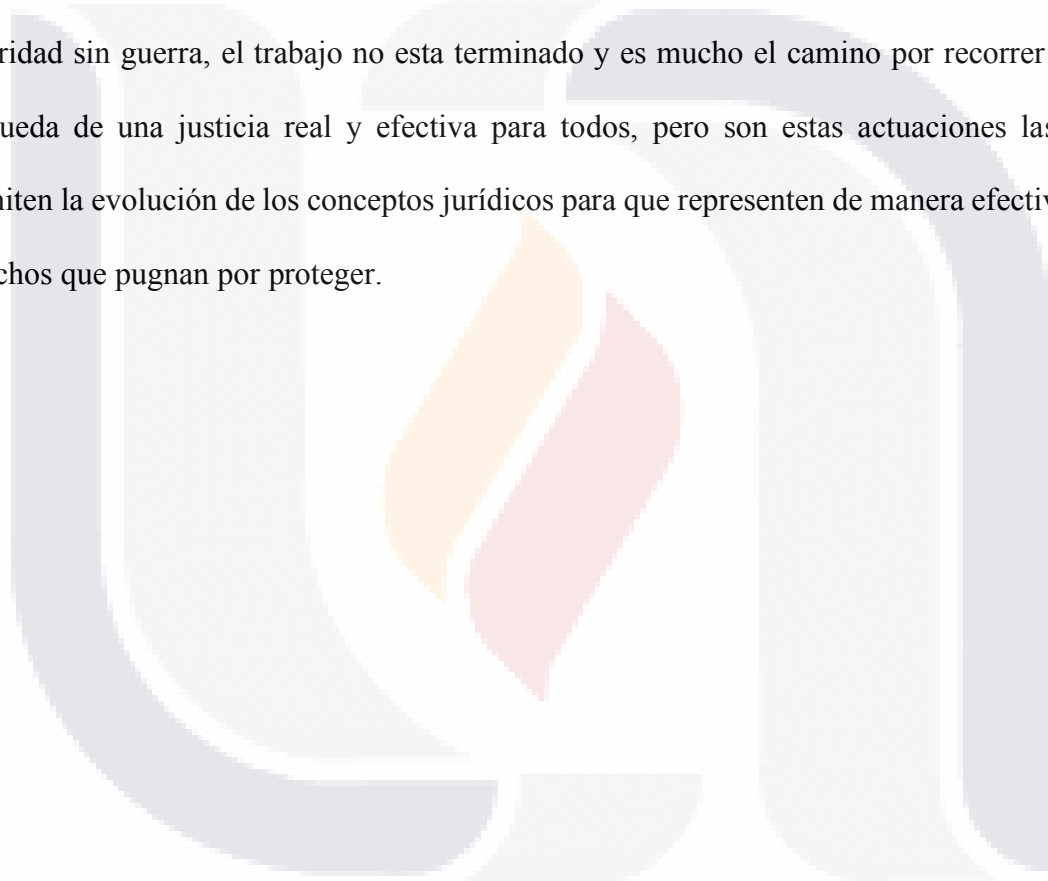 ridad sin guerra, el trabajo no esta terminado y es mucho el camino por recorrer
ueda de una justicia real y efectiva para todos, pero son estas actuaciones las
iten la evolución de los conceptos jurídicos para que representen de manera efectiv
chos que pugnan por proteger.